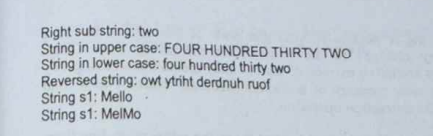 Right sub string: two
String in upper case: FOUR HUNDRED THIRTY TWO
String in lower case: four hundred thirty two
Reversed string: owt ytriht derdnuh ruof
String s1: Mello
String s1: MelMo